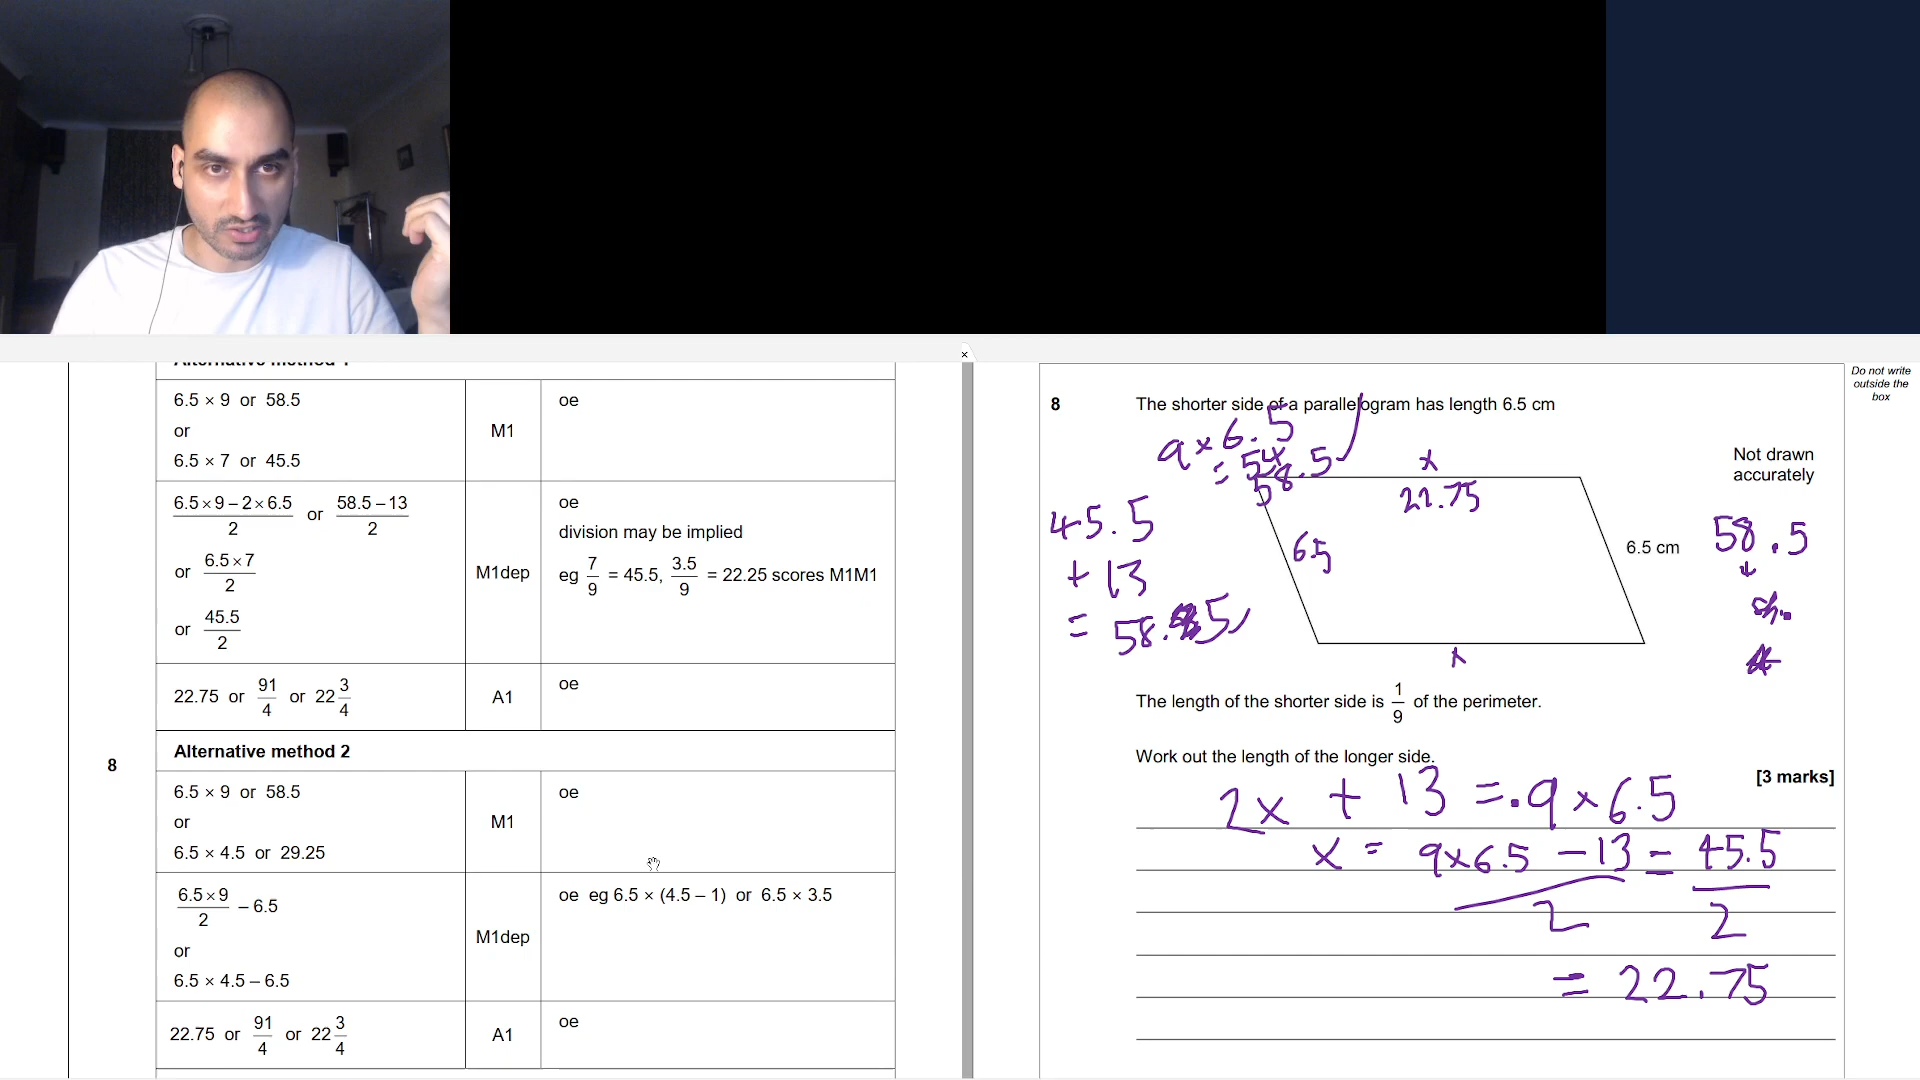 Alternative method 1
6.5 × 9 or 58.5
or
6.5 × 7 or 45.5
M1
oe
6.5 × 9 – 2 × 6.5 / 2 or 58.5 – 13 / 2
or 6.5 × 7 / 2
or 45.5 / 2
M1dep
oe
division may be implied
eg 7/9 = 45.5, 3.5/9 = 22.25 scores M1M1
22.75 or 91/4 or 22 3/4
A1
oe
8
Alternative method 2
6.5 × 9 or 58.5
or
6.5 × 4.5 or 29.25
M1
oe
6.5 × 9 / 2 – 6.5
or
6.5 × 4.5 – 6.5
M1dep
oe eg 6.5 × (4.5 – 1) or 6.5 × 3.5
22.75 or 91/4 or 22 3/4
A1
oe
Do not write
outside the
box
8 The shorter side of a parallelogram has length 6.5 cm
Not drawn
accurately
9 × 6.5
= 54
58.5
x
22.75
45.5
+ 13
= 58.5
6.5
6.5 cm
58.5
x
The length of the shorter side is 1/9 of the perimeter.
Work out the length of the longer side.
[3 marks]
2x + 13 = 9 × 6.5
x = 9 × 6.5 – 13 / 2 = 45.5 / 2
= 22.75